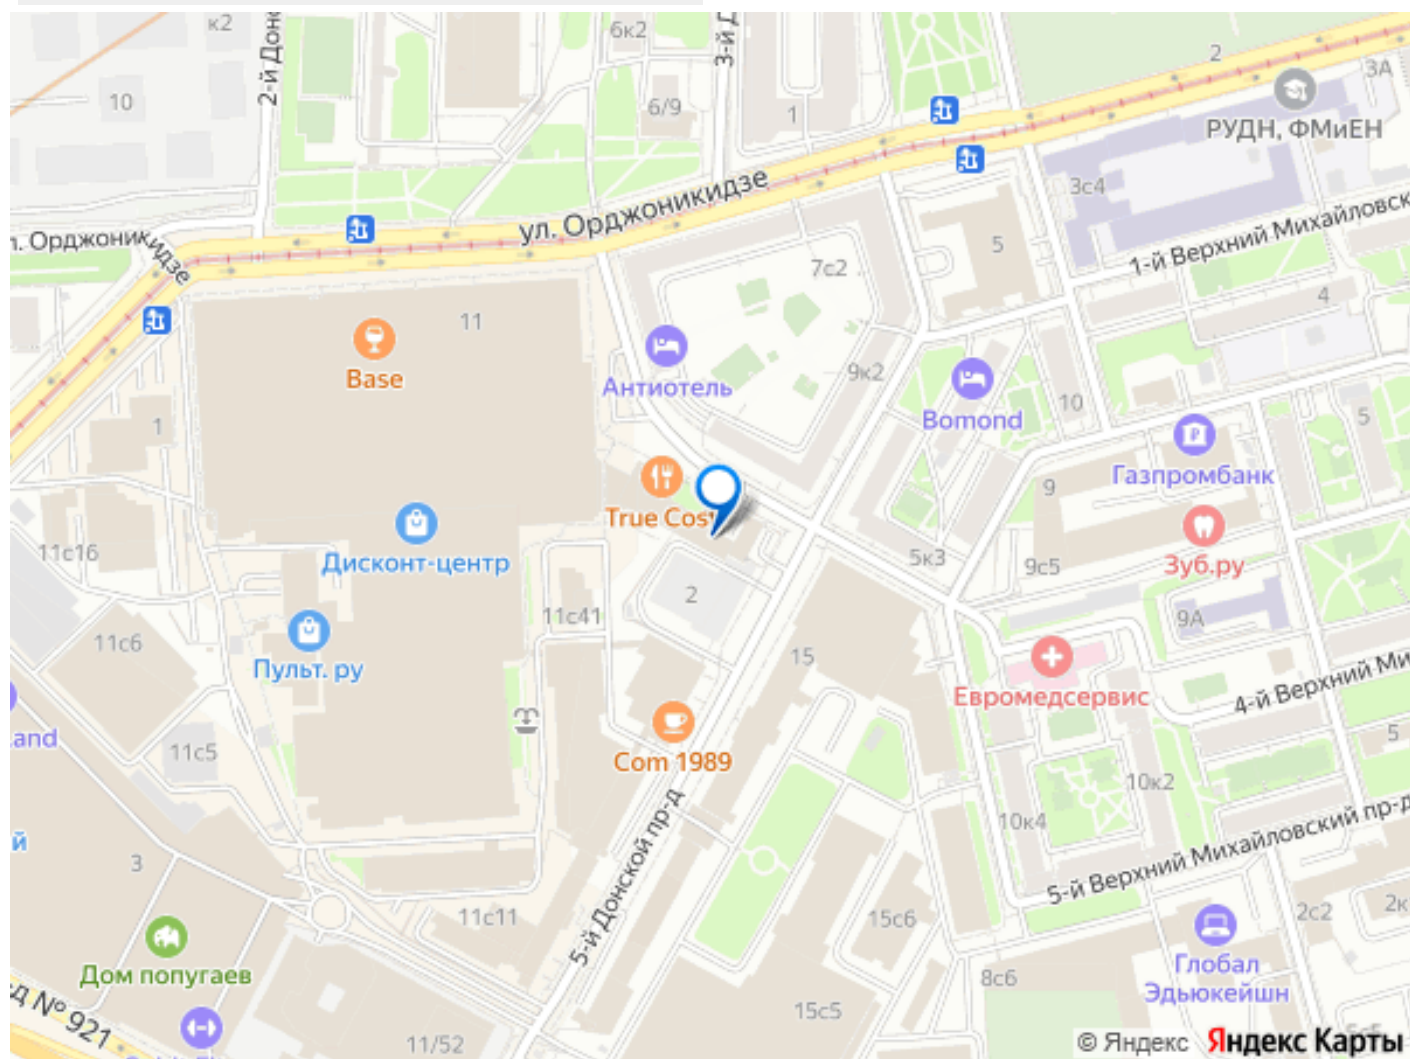 к2
6к2
2-й Дон
3-й Д
2
3А
10
6/9
1
РУДН, ФМиЕН
3с4
ул. Орджоникидзе
л. Орджоникидзе
1-й Верхний Михайловск
5
7с2
4
11
Base
Антиотель
9к2
Bomond
10
5
1
Газпромбанк
9
True Cos
11с16
Дисконт-центр
5к3
9с5
Зуб.ру
2
11с41
9А
11с6
15
Пульт. ру
Евромедсервис
4-й Верхний Ми
and
11с5
5
Com 1989
10к2
й
10к4
3
5-й Донской пр-д
5-й Верхний Михайловский пр-д
11с11
15с6
2с2
2к
Дом попугаев
Глобал
Эдьюкейшн
8с6
-д № 921
15с5
11/52
© Яндекс Яндекс Карты